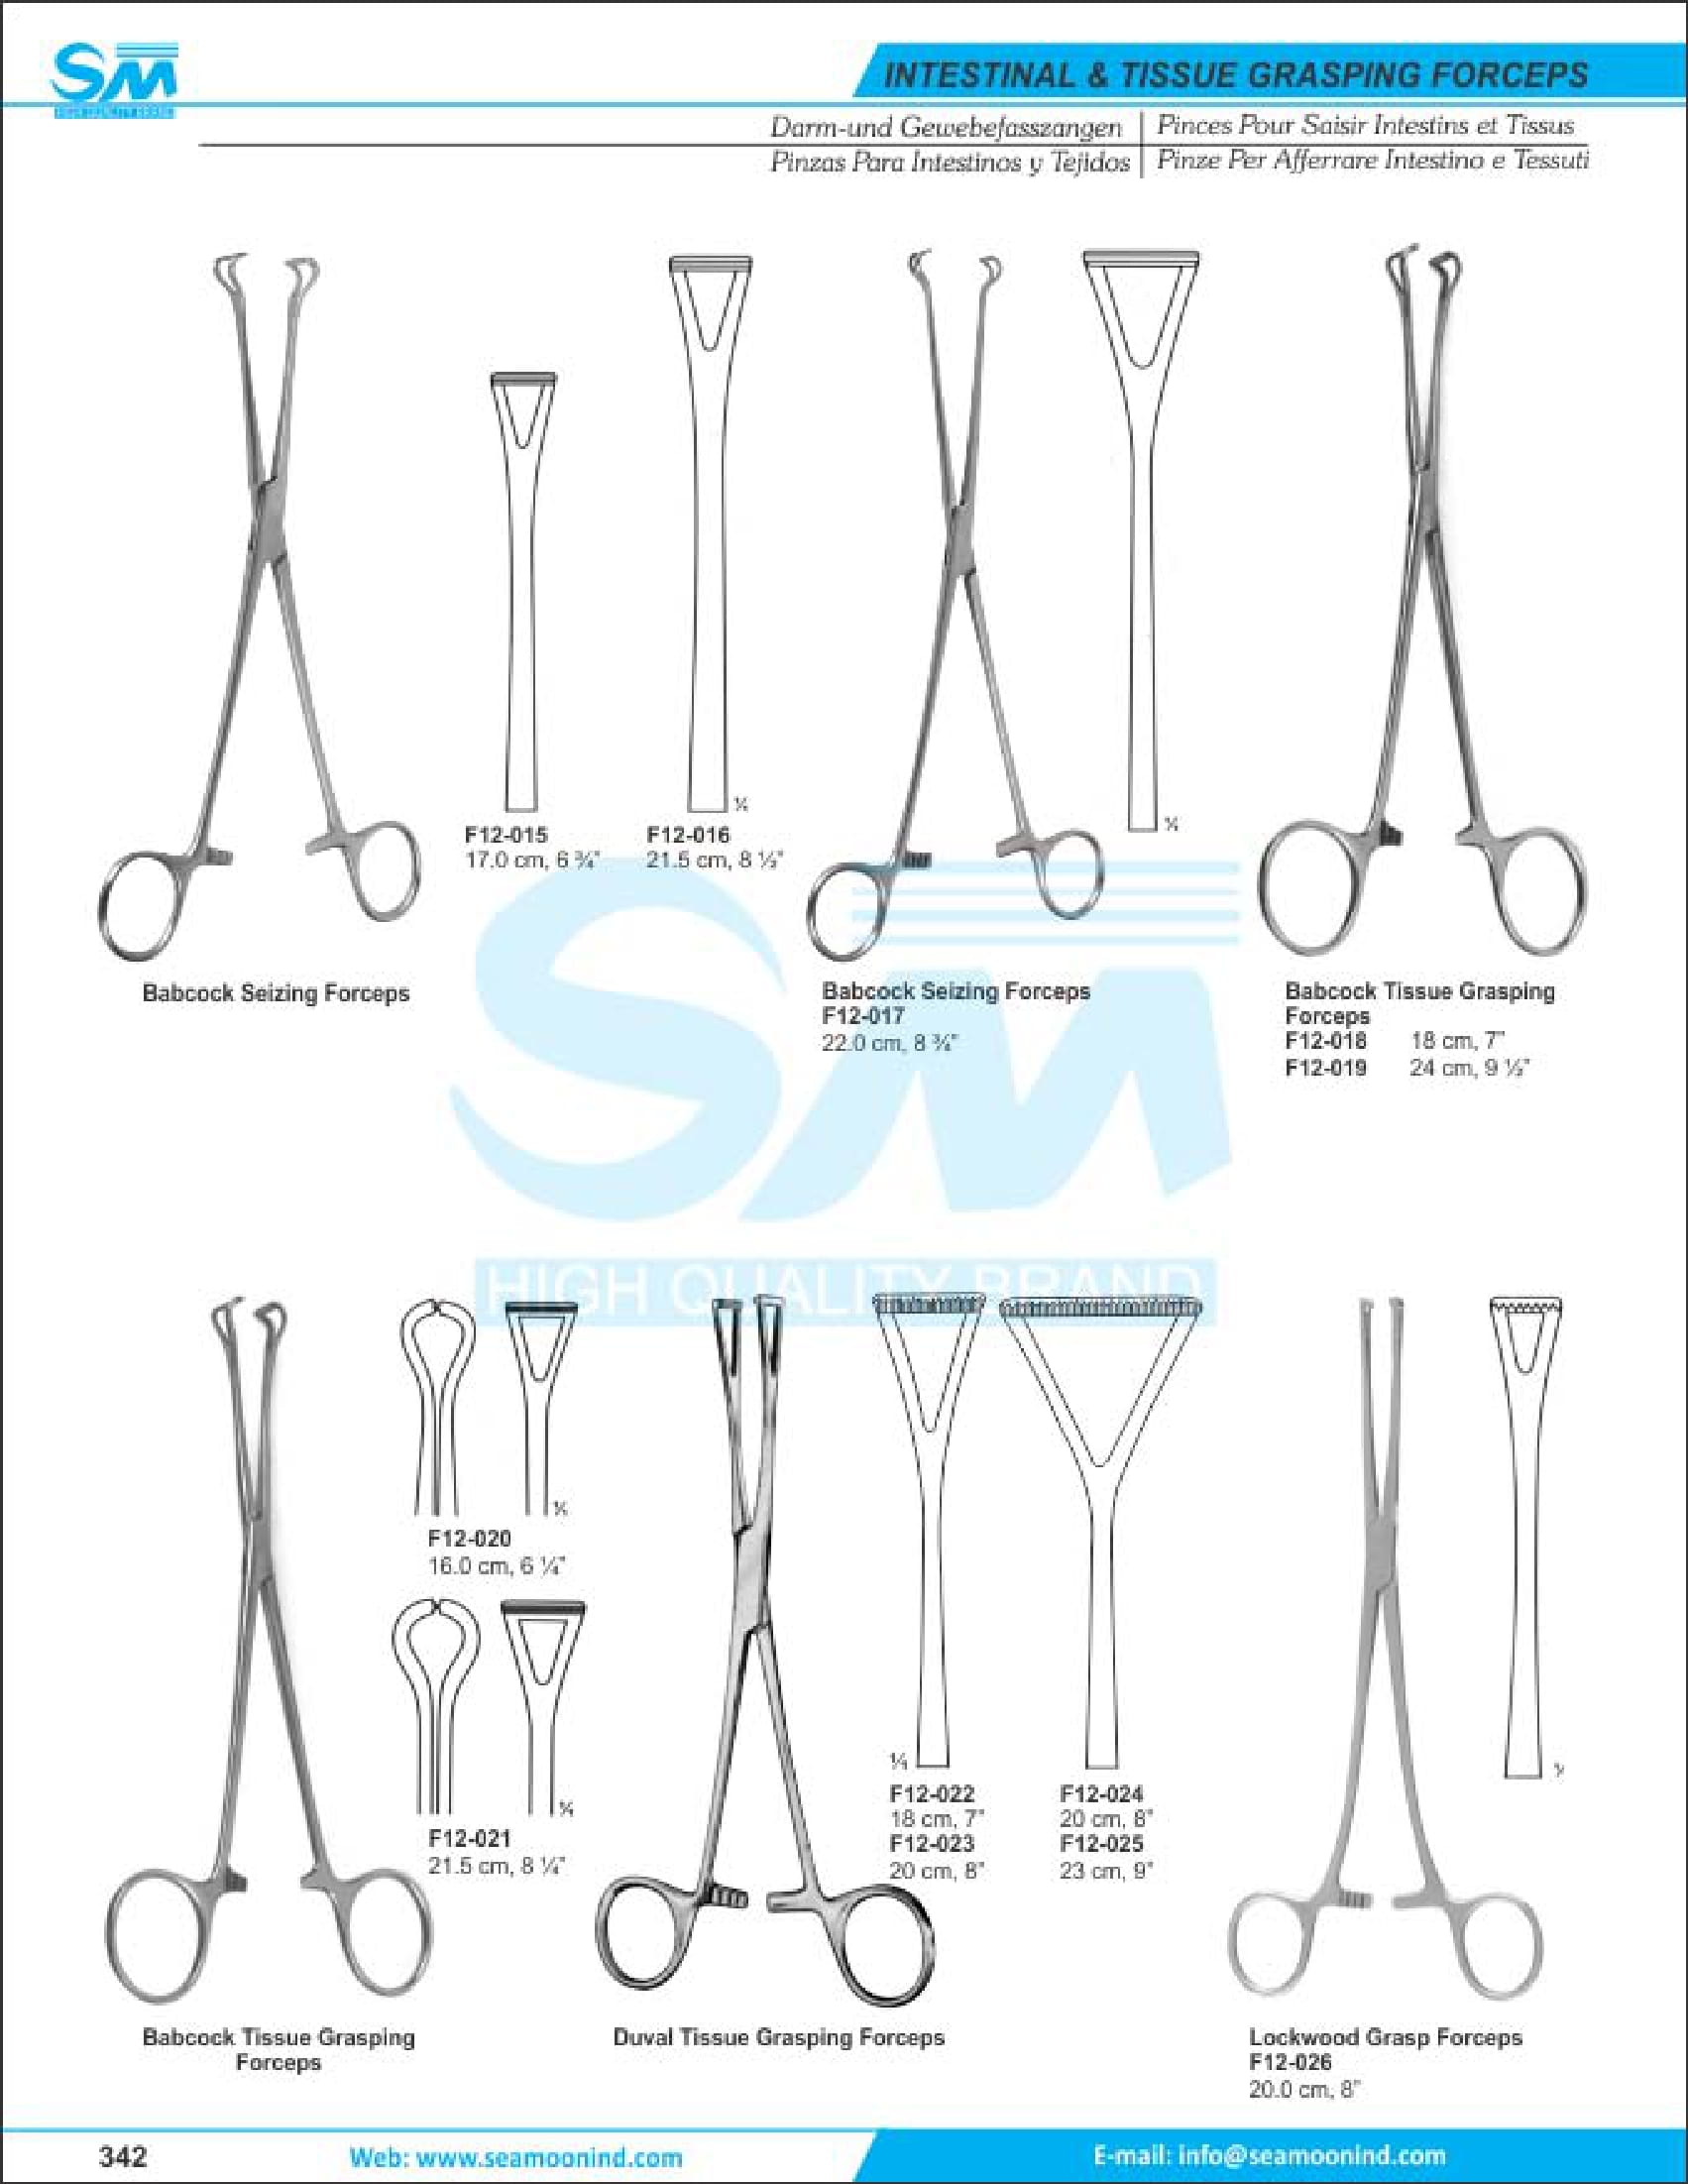 SM
INTESTINAL & TISSUE GRASPING FORCEPS
Darm-und Gewebefasszangen
Pinces Pour Saisir Intestins et Tissus
Pinzas Para Intestinos y Tejidos
Pinze Per Afferrare Intestino e Tessuti
F12-015
17.0 cm, 6 ¾"
F12-016
21.5 cm, 8 ½"
Babcock Seizing Forceps
Babcock Seizing Forceps
F12-017
22.0 cm, 8 ¾"
Babcock Tissue Grasping
Forceps
F12-018 18 cm, 7"
F12-019 24 cm, 9 ½"
SM
HIGH QUALITY BRAND
F12-020
16.0 cm, 6 ¼"
F12-021
21.5 cm, 8 ¼"
F12-022
18 cm, 7"
F12-023
20 cm, 8"
F12-024
20 cm, 8"
F12-025
23 cm, 9"
Babcock Tissue Grasping
Forceps
Duval Tissue Grasping Forceps
Lockwood Grasp Forceps
F12-026
20.0 cm, 8"
342
Web: www.seamoonind.com
E-mail: info@seamoonind.com